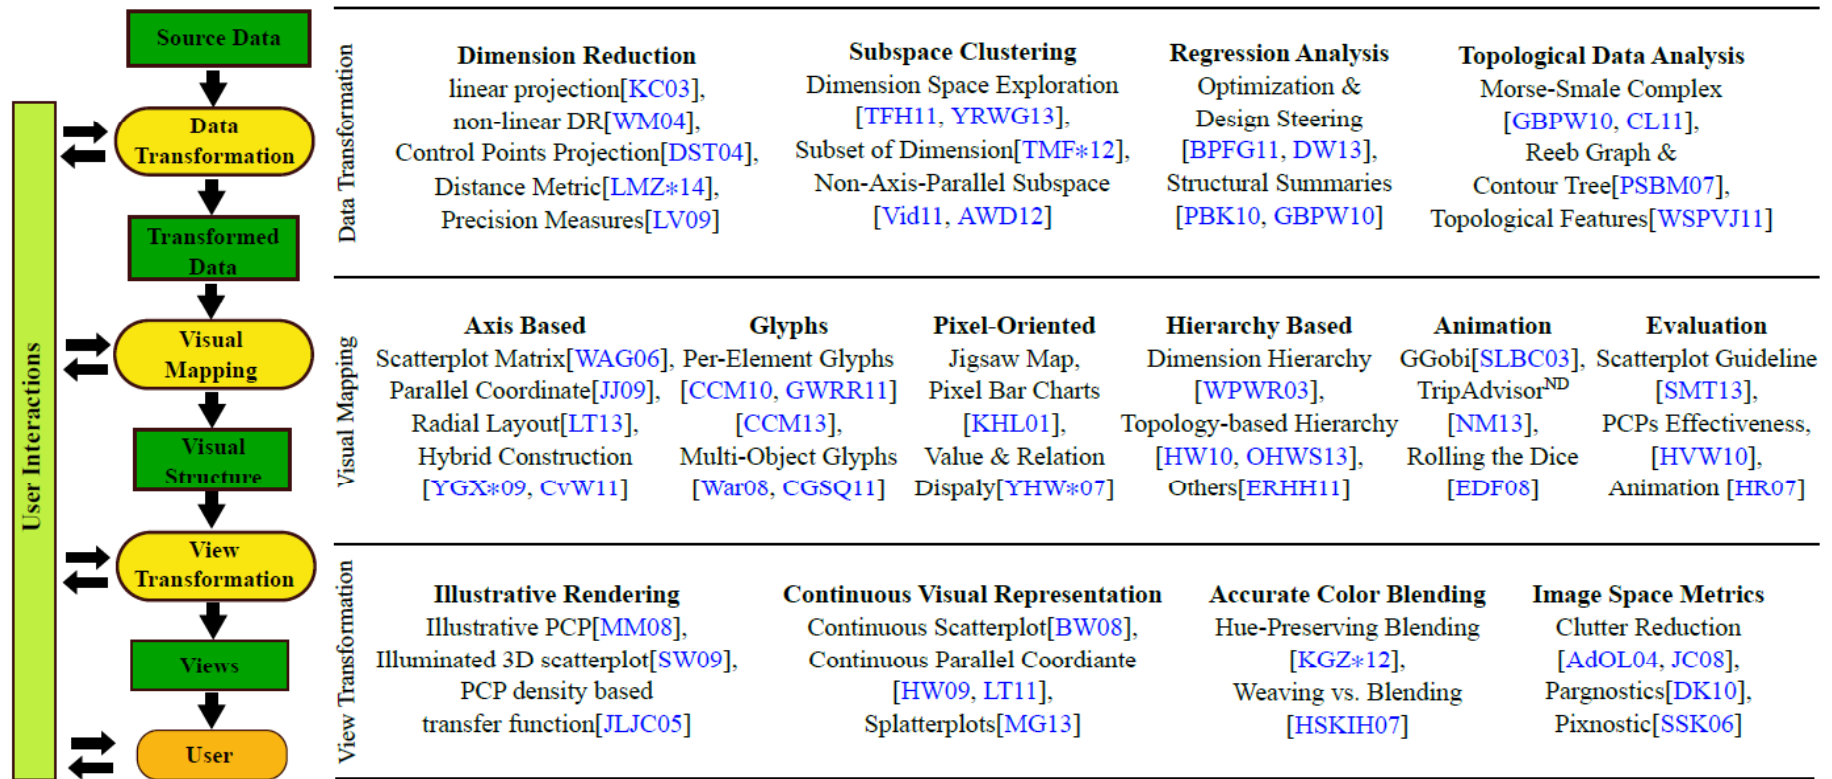 Source Data
Data
Transformation
Transformed
Data
Visual
Mapping
Visual
Structure
View
Transformation
Views
User
User Interactions
Data Transformation
Dimension Reduction
linear projection[KC03],
non-linear DR[WM04],
Control Points Projection[DST04],
Distance Metric[LMZ*14],
Precision Measures[LV09]
Subspace Clustering
Dimension Space Exploration
[TFH11, YRWG13],
Subset of Dimension[TMF*12],
Non-Axis-Parallel Subspace
[Vid11, AWD12]
Regression Analysis
Optimization &
Design Steering
[BPFG11, DW13],
Structural Summaries
[PBK10, GBPW10]
Topological Data Analysis
Morse-Smale Complex
[GBPW10, CL11],
Reeb Graph &
Contour Tree[PSBM07],
Topological Features[WSPVJ11]
Visual Mapping
Axis Based
Scatterplot Matrix[WAG06],
Parallel Coordinate[JJ09],
Radial Layout[LT13],
Hybrid Construction
[YGX*09, CvW11]
Glyphs
Per-Element Glyphs
[CCM10, GWRR11]
[CCM13]
Multi-Object Glyphs
[War08, CGSQ11]
Pixel-Oriented
Jigsaw Map,
Pixel Bar Charts
[KHL01],
Value & Relation
Dispaly[YHW*07]
Hierarchy Based
Dimension Hierarchy
[WPWR03],
Topology-based Hierarchy
[HW10, OHWS13],
Others[ERHH11]
Animation
GGobi[SLBC03],
TripAdvisorND
[NM13],
Rolling the Dice
[EDF08]
Evaluation
Scatterplot Guideline
[SMT13],
PCPs Effectiveness,
[HVW10],
Animation [HR07]
View Transformation
Illustrative Rendering
Illustrative PCP[MM08],
Illuminated 3D scatterplot[SW09],
PCP density based
transfer function[JLJC05]
Continuous Visual Representation
Continuous Scatterplot[BW08],
Continuous Parallel Coordiante
[HW09, LT11],
Splatterplots[MG13]
Accurate Color Blending
Hue-Preserving Blending
[KGZ*12],
Weaving vs. Blending
[HSKIH07]
Image Space Metrics
Clutter Reduction
[AdOL04, JC08],
Pargnostics[DK10],
Pixnostic[SSK06]